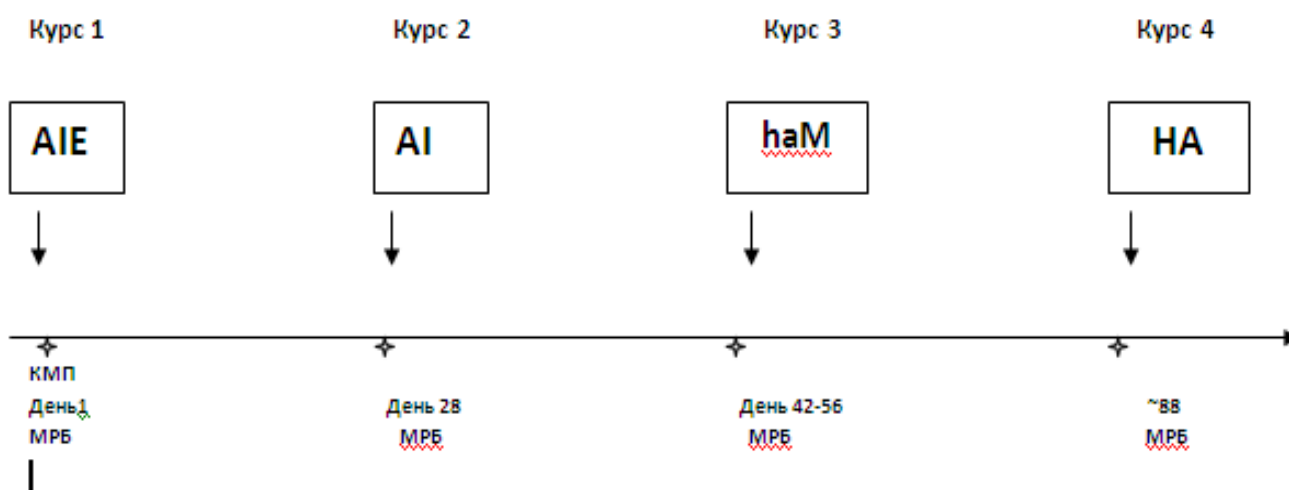 Курс 1 Курс 2 Курс 3 Курс 4
AIE AI haM HA
КМП
День1 День 28 День 42-56 ~88
МРБ МРБ МРБ МРБ